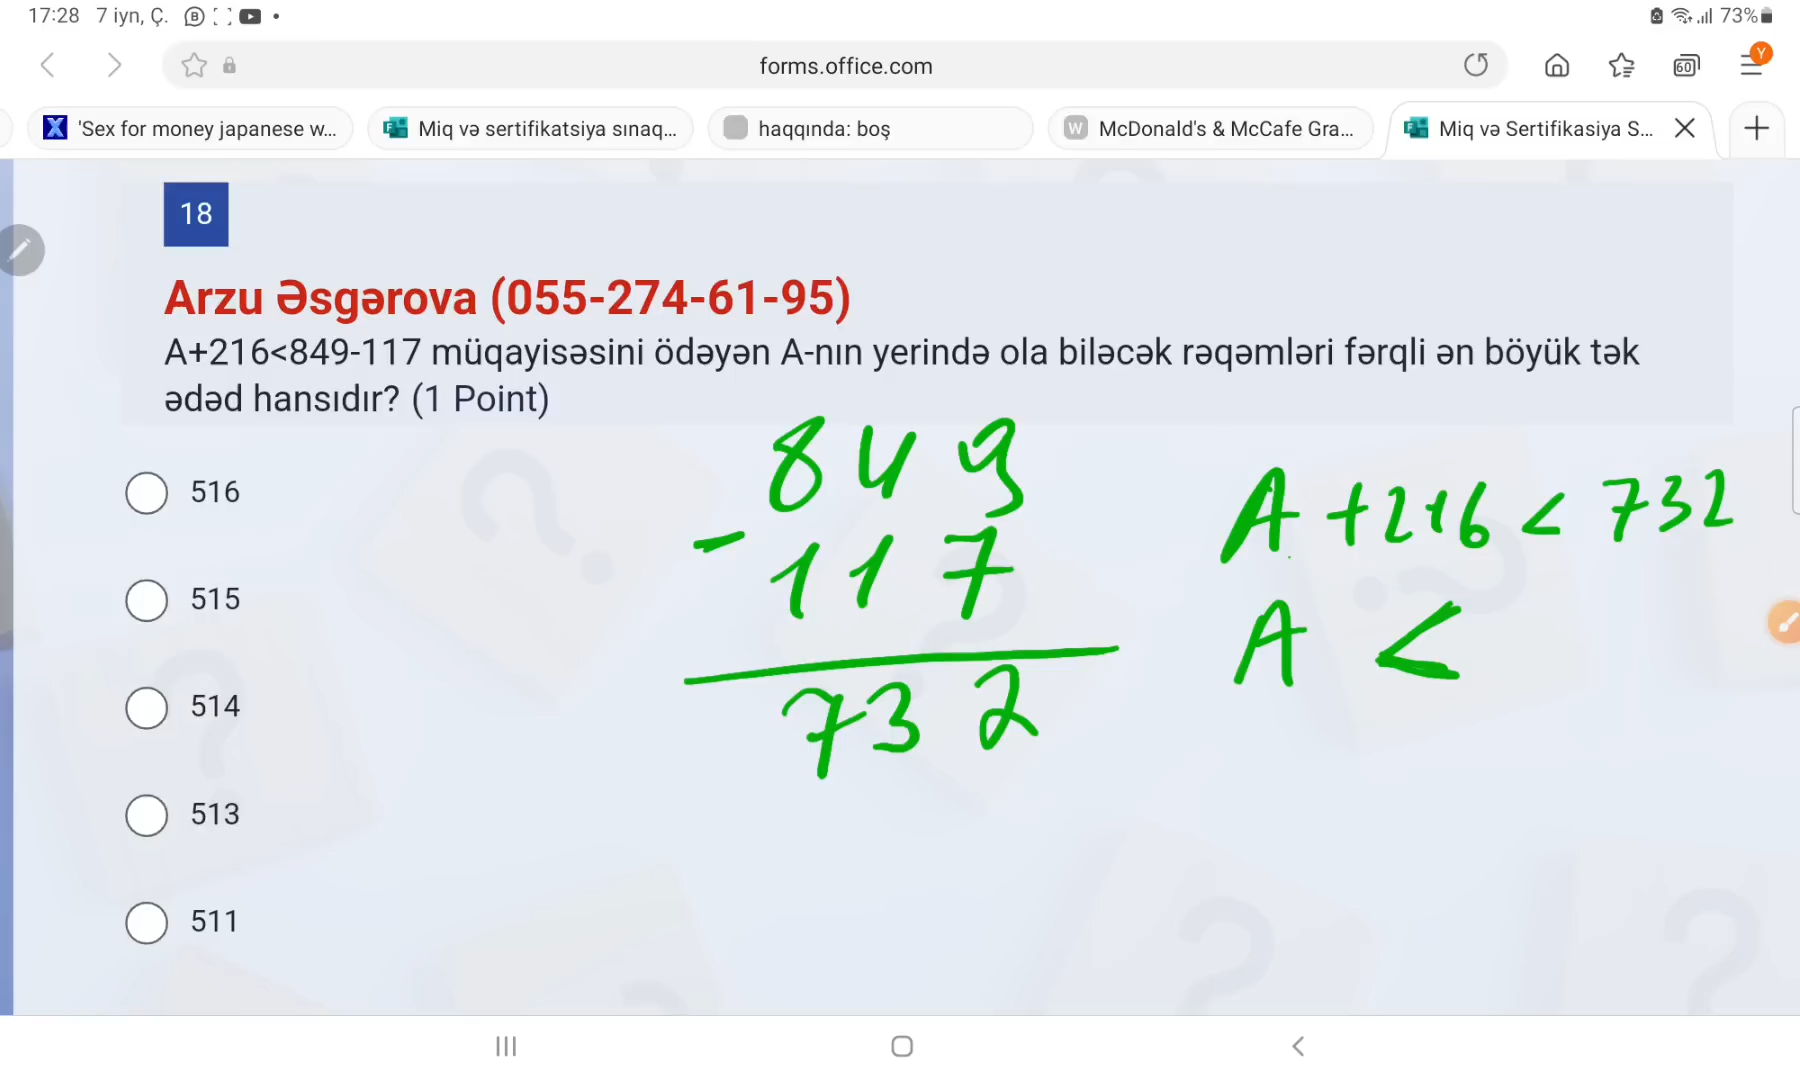 17:28 7 iyn, Ç. 73%
forms.office.com
60
Y
'Sex for money japanese w... Miq və sertifikatsiya sınaq... haqqında: boş McDonald's & McCafe Gra... Miq və Sertifikasiya S...
18
Arzu Əsgərova (055-274-61-95)
A+216<849-117 müqayisəsini ödəyən A-nın yerində ola biləcək rəqəmləri fərqli ən böyük tək
ədəd hansıdır? (1 Point)
516
515
514
513
511
849
- 117
732
A +216 < 732
A <